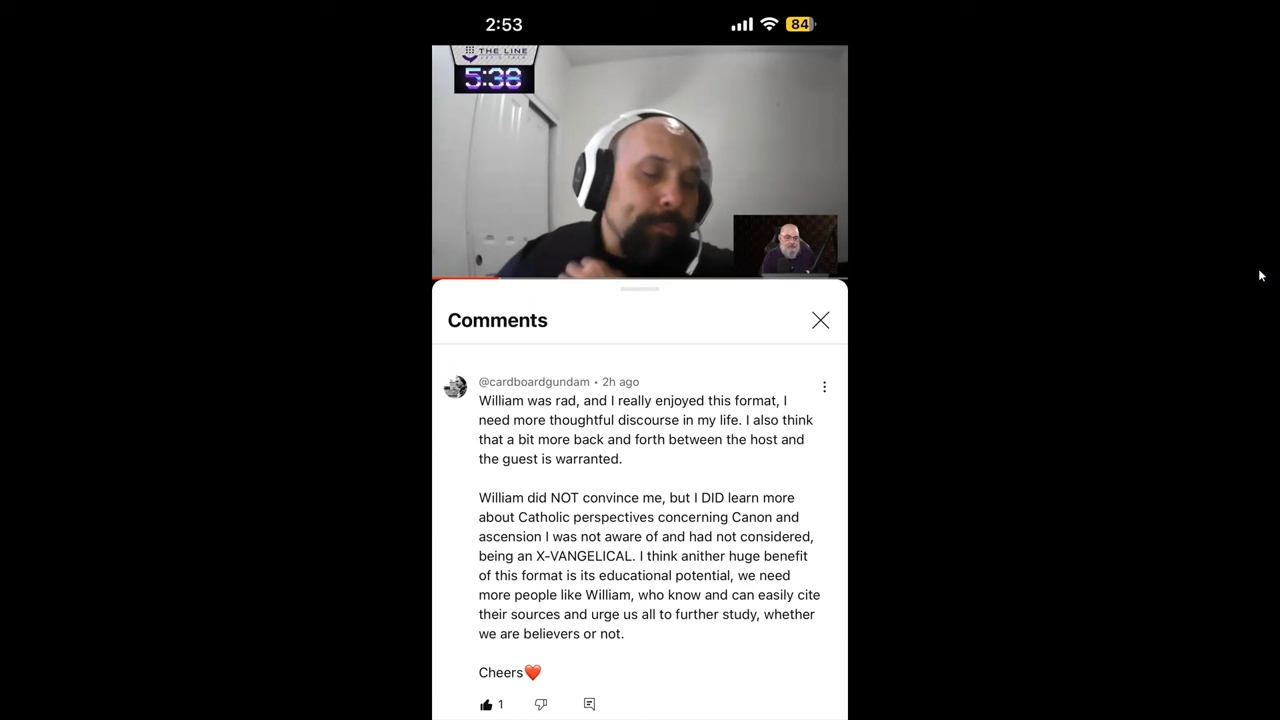 2:53
84
THE LINE
LET'S TALK
5:38
Comments
@cardboardgundam • 2h ago
William was rad, and I really enjoyed this format, I
need more thoughtful discourse in my life. I also think
that a bit more back and forth between the host and
the guest is warranted.
William did NOT convince me, but I DID learn more
about Catholic perspectives concerning Canon and
ascension I was not aware of and had not considered,
being an X-VANGELICAL. I think anither huge benefit
of this format is its educational potential, we need
more people like William, who know and can easily cite
their sources and urge us all to further study, whether
we are believers or not.
Cheers❤️
1